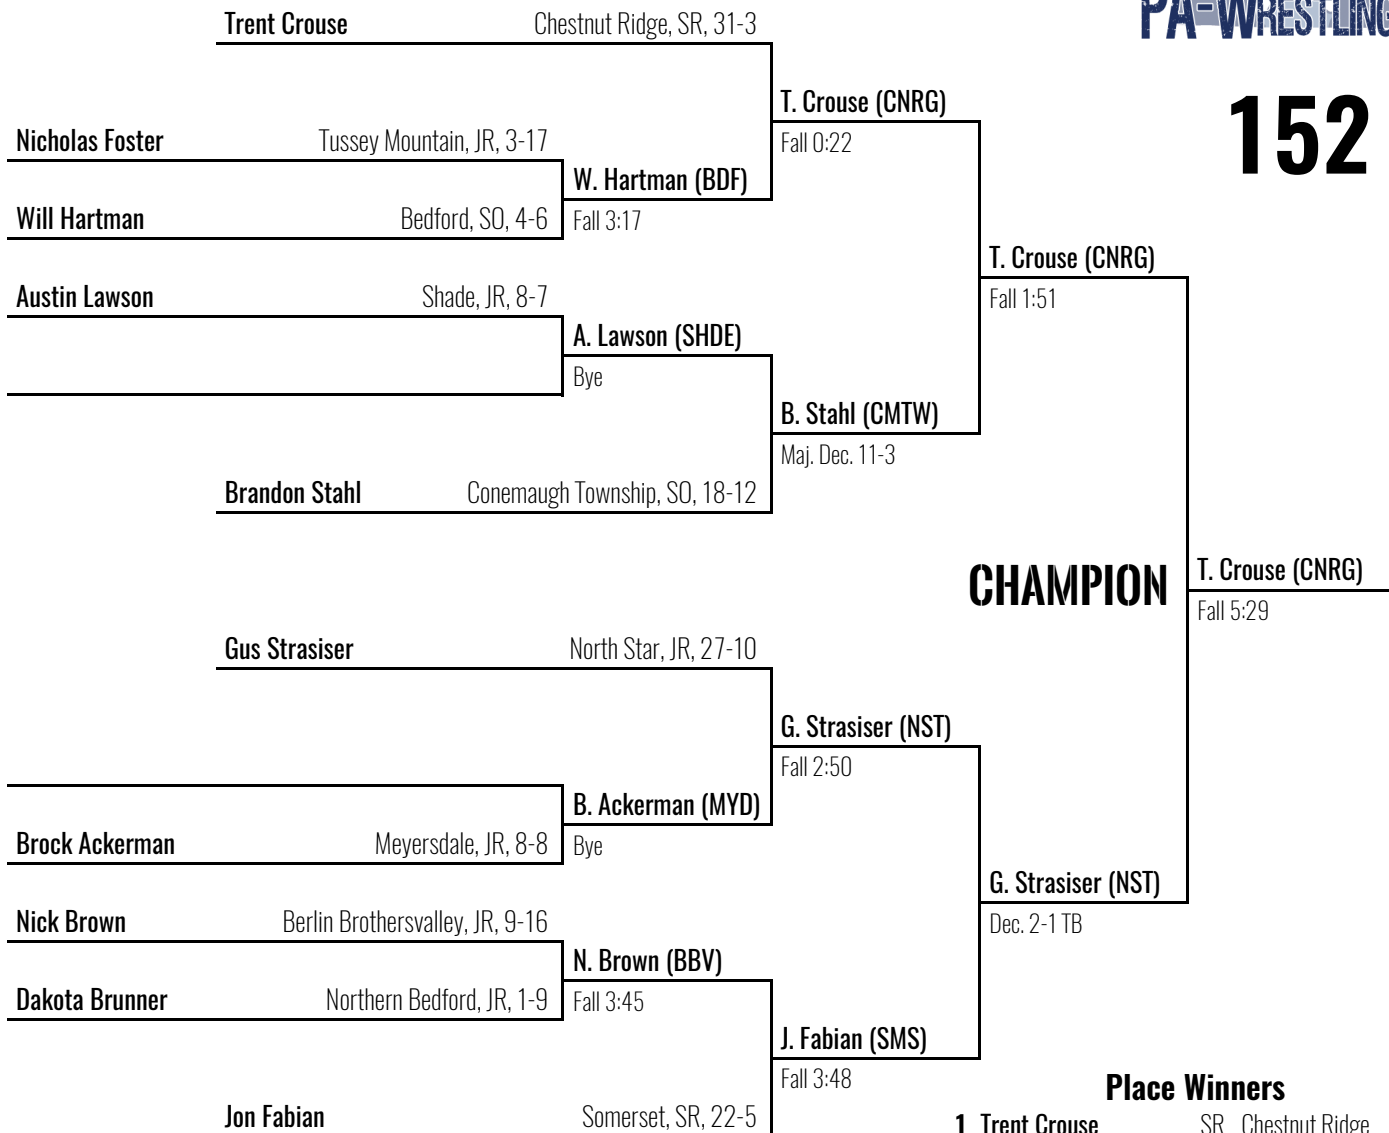 PA-WRESTLING
152
Trent Crouse Chestnut Ridge, SR, 31-3
T. Crouse (CNRG)
Fall 0:22
Nicholas Foster Tussey Mountain, JR, 3-17
W. Hartman (BDF)
Fall 3:17
Will Hartman Bedford, SO, 4-6
T. Crouse (CNRG)
Fall 1:51
Austin Lawson Shade, JR, 8-7
A. Lawson (SHDE)
Bye
B. Stahl (CMTW)
Maj. Dec. 11-3
Brandon Stahl Conemaugh Township, SO, 18-12
CHAMPION
T. Crouse (CNRG)
Fall 5:29
Gus Strasiser North Star, JR, 27-10
G. Strasiser (NST)
Fall 2:50
B. Ackerman (MYD)
Bye
Brock Ackerman Meyersdale, JR, 8-8
G. Strasiser (NST)
Dec. 2-1 TB
Nick Brown Berlin Brothersvalley, JR, 9-16
N. Brown (BBV)
Fall 3:45
Dakota Brunner Northern Bedford, JR, 1-9
J. Fabian (SMS)
Fall 3:48
Jon Fabian Somerset, SR, 22-5
Place Winners
1 Trent Crouse SR Chestnut Ridge